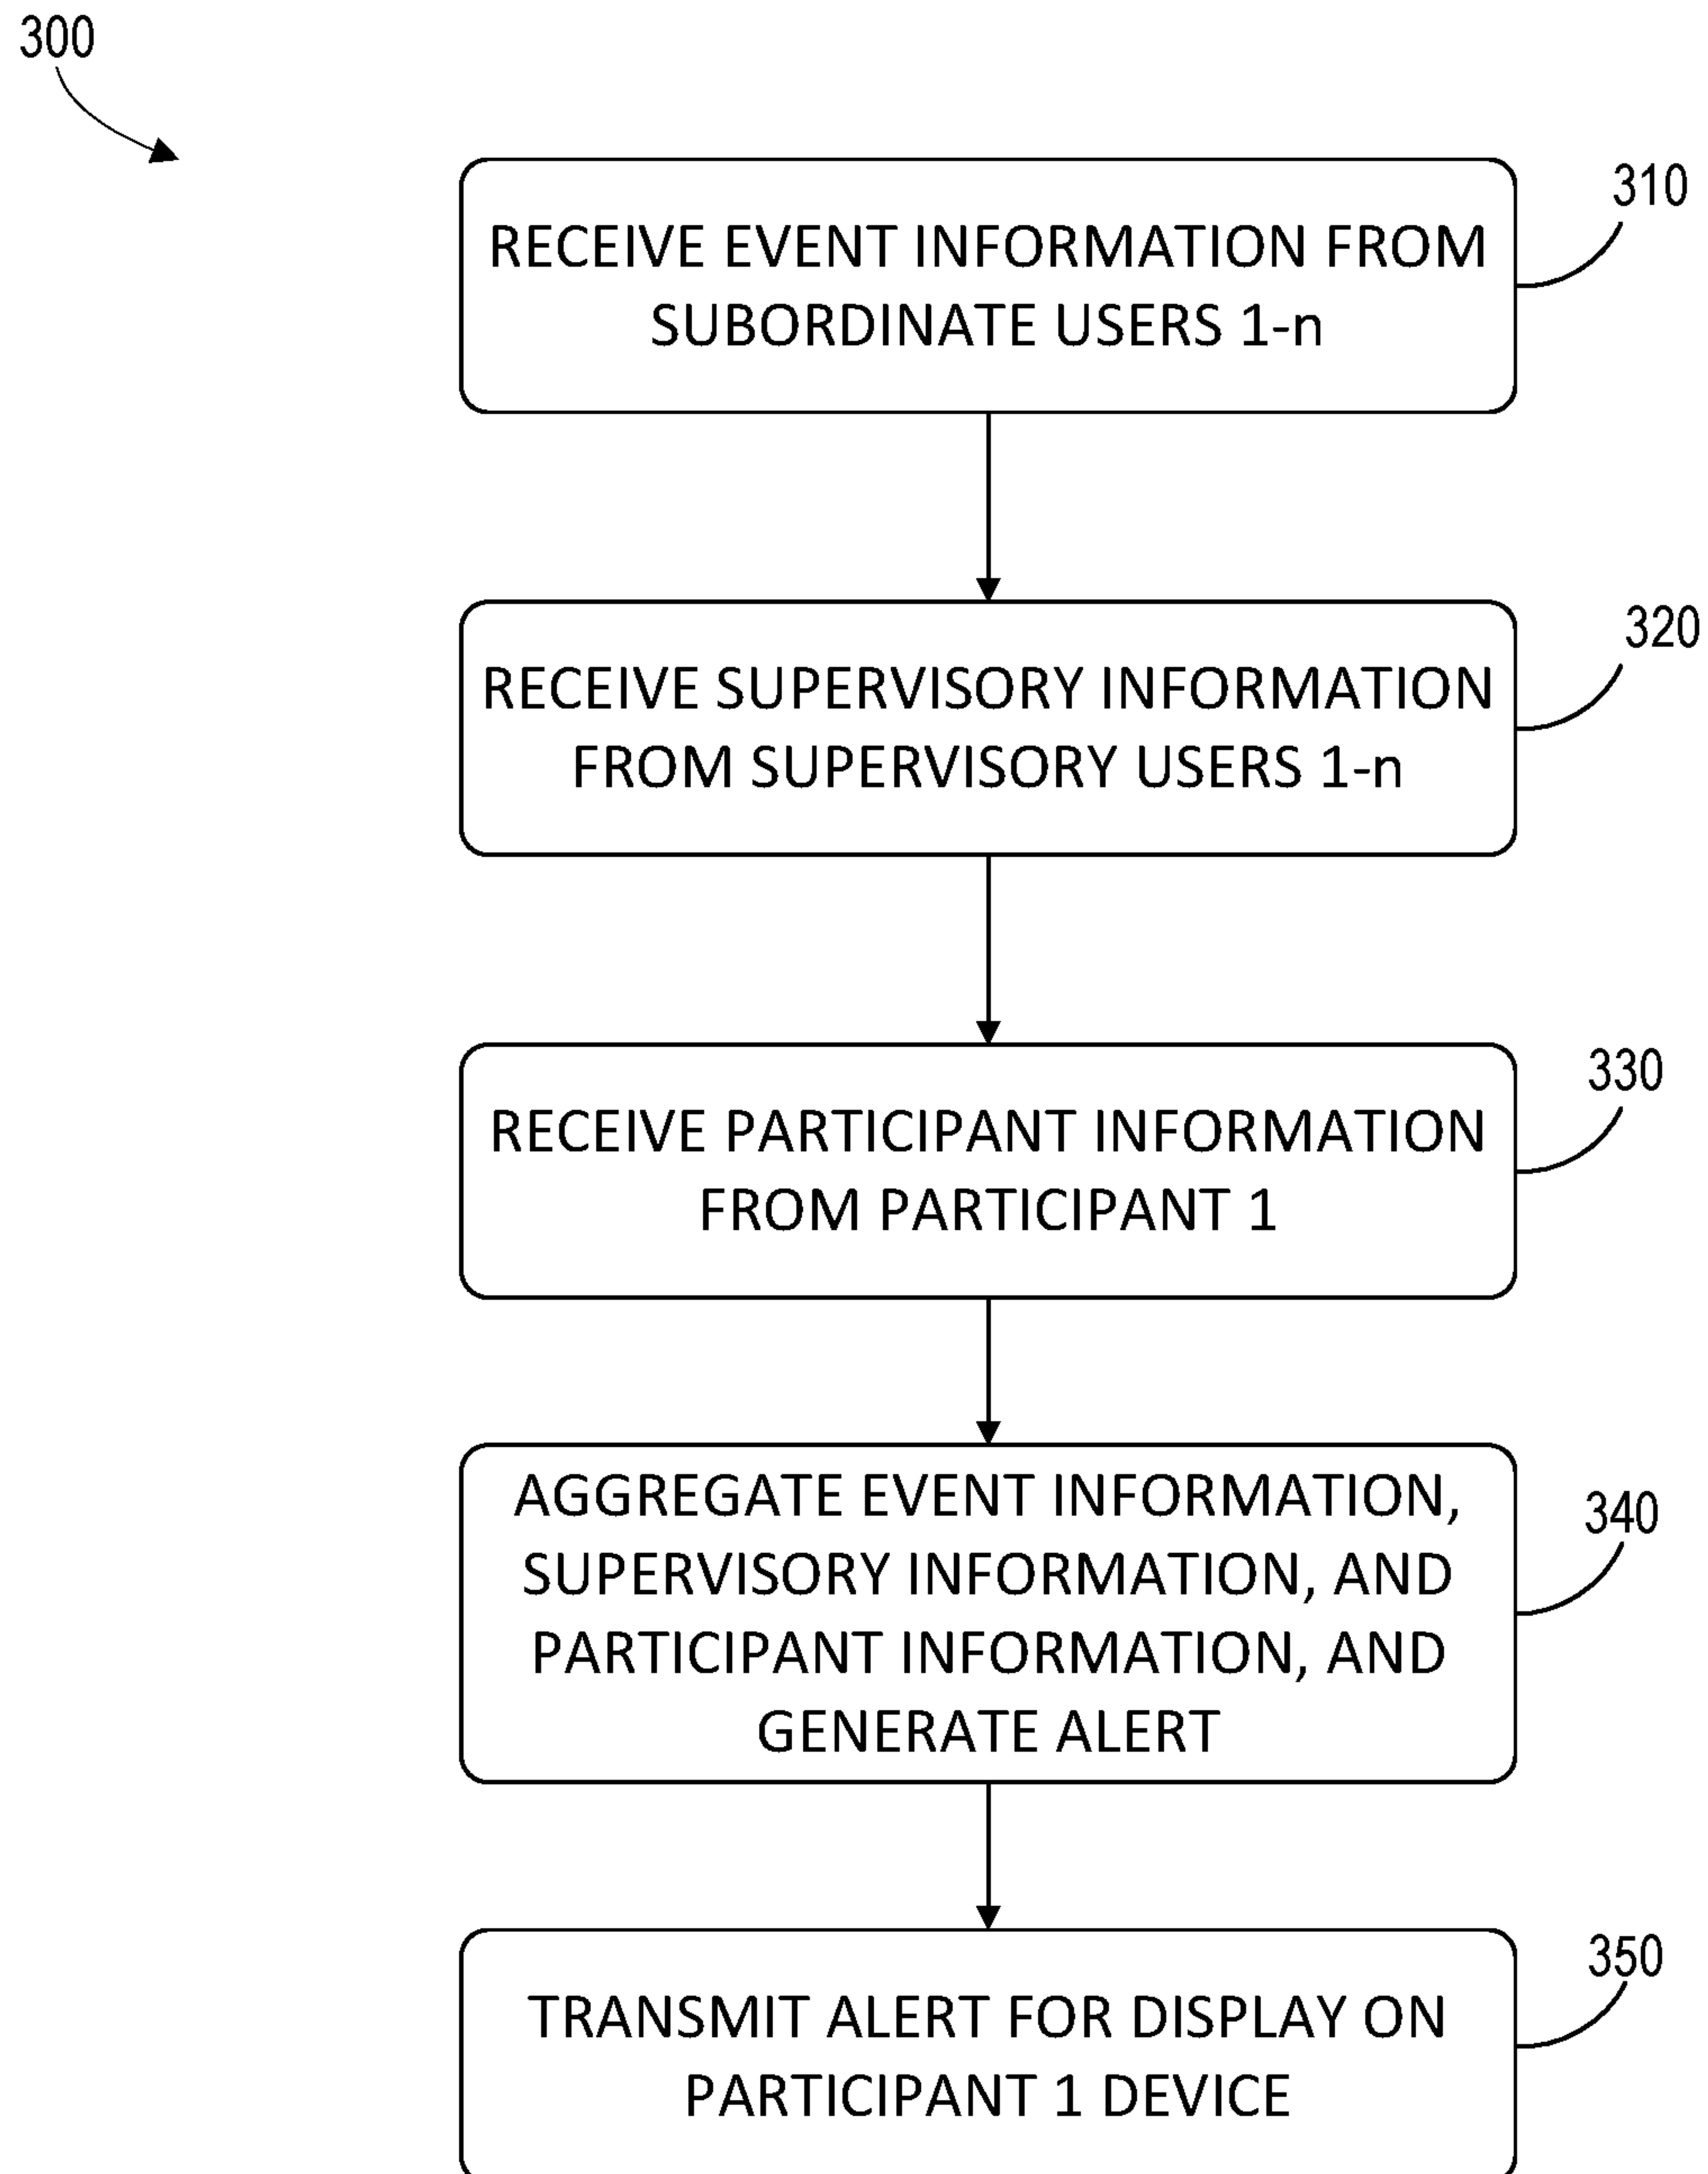 300
310
RECEIVE EVENT INFORMATION FROM
SUBORDINATE USERS 1-n
320
RECEIVE SUPERVISORY INFORMATION
FROM SUPERVISORY USERS 1-n
330
RECEIVE PARTICIPANT INFORMATION
FROM PARTICIPANT 1
340
AGGREGATE EVENT INFORMATION,
SUPERVISORY INFORMATION, AND
PARTICIPANT INFORMATION, AND
GENERATE ALERT
350
TRANSMIT ALERT FOR DISPLAY ON
PARTICIPANT 1 DEVICE